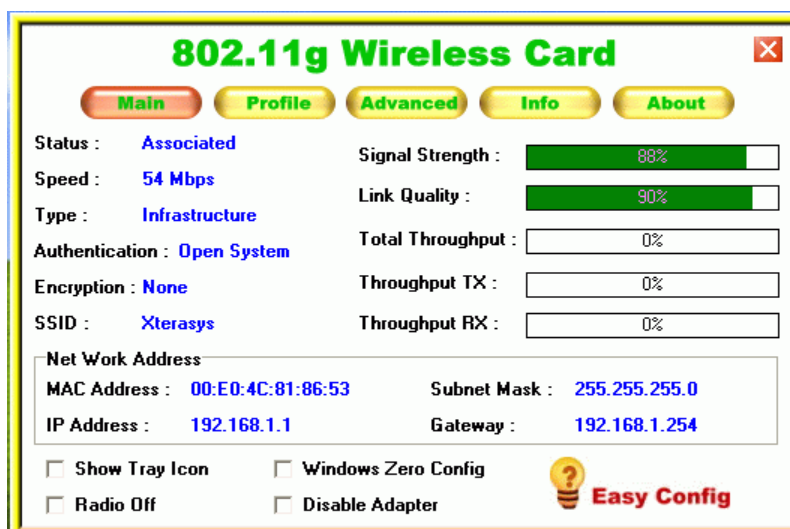 802.11g Wireless Card
Main Profile Advanced Info About
Status : Associated
Speed : 54 Mbps
Type : Infrastructure
Authentication : Open System
Encryption : None
SSID : Xterasys
Signal Strength : 88%
Link Quality : 90%
Total Throughput : 0%
Throughput TX : 0%
Throughput RX : 0%
Net Work Address
MAC Address : 00:E0:4C:81:86:53 Subnet Mask : 255.255.255.0
IP Address : 192.168.1.1 Gateway : 192.168.1.254
Show Tray Icon Windows Zero Config
Radio Off Disable Adapter
? Easy Config